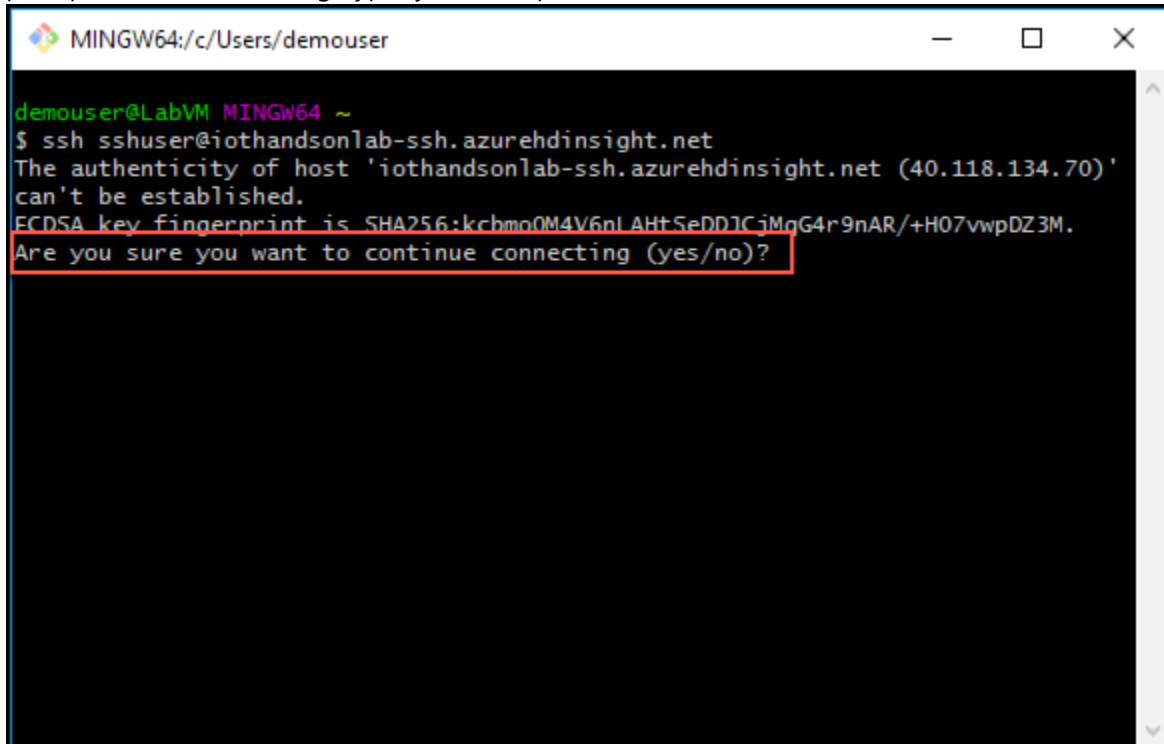 MINGW64:/c/Users/demouser
demouser@LabVM MINGW64 ~
$ ssh sshuser@iothandsonlab-ssh.azurehdinsight.net
The authenticity of host 'iothandsonlab-ssh.azurehdinsight.net (40.118.134.70)'
can't be established.
ECDSA key fingerprint is SHA256:kcbmoOM4V6nLAHtSeDDJCjMqG4r9nAR/+H07vwpDZ3M.
Are you sure you want to continue connecting (yes/no)?